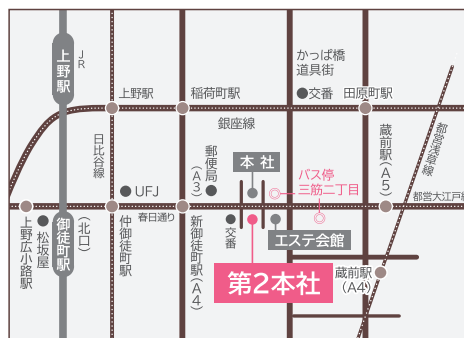 上野駅
JR
上野駅
稲荷町駅
かっぱ橋
道具街
交番
田原町駅
銀座線
日比谷線
郵便局
蔵前駅(A5)
都営浅草線
(A3)
本社
バス停
三筋二丁目
UFJ
都営大江戸線
春日通り
上野広小路駅
松坂屋
御徒町駅
(北口)
仲御徒町駅
新御徒町駅(A4)
交番
エステ会館
第2本社
蔵前駅
(A4)